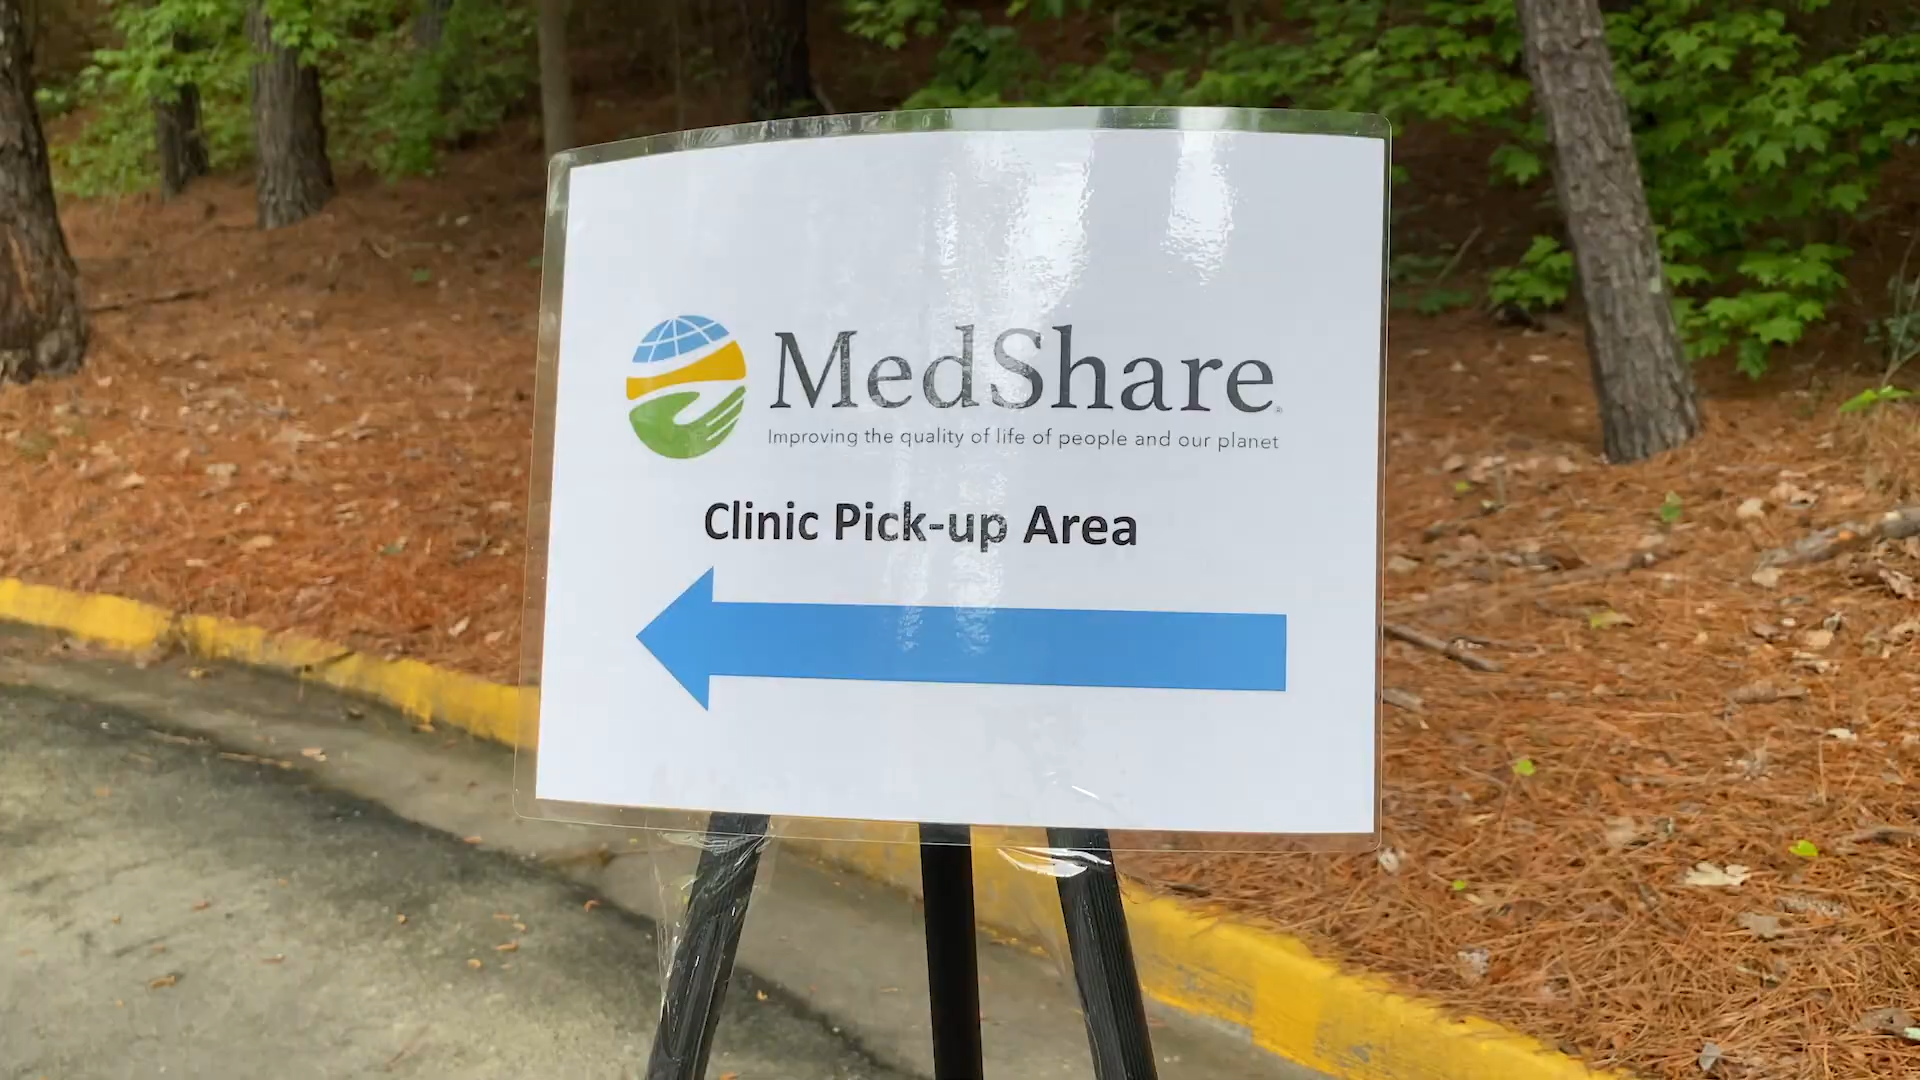 MedShare®
Improving the quality of life of people and our planet
Clinic Pick-up Area